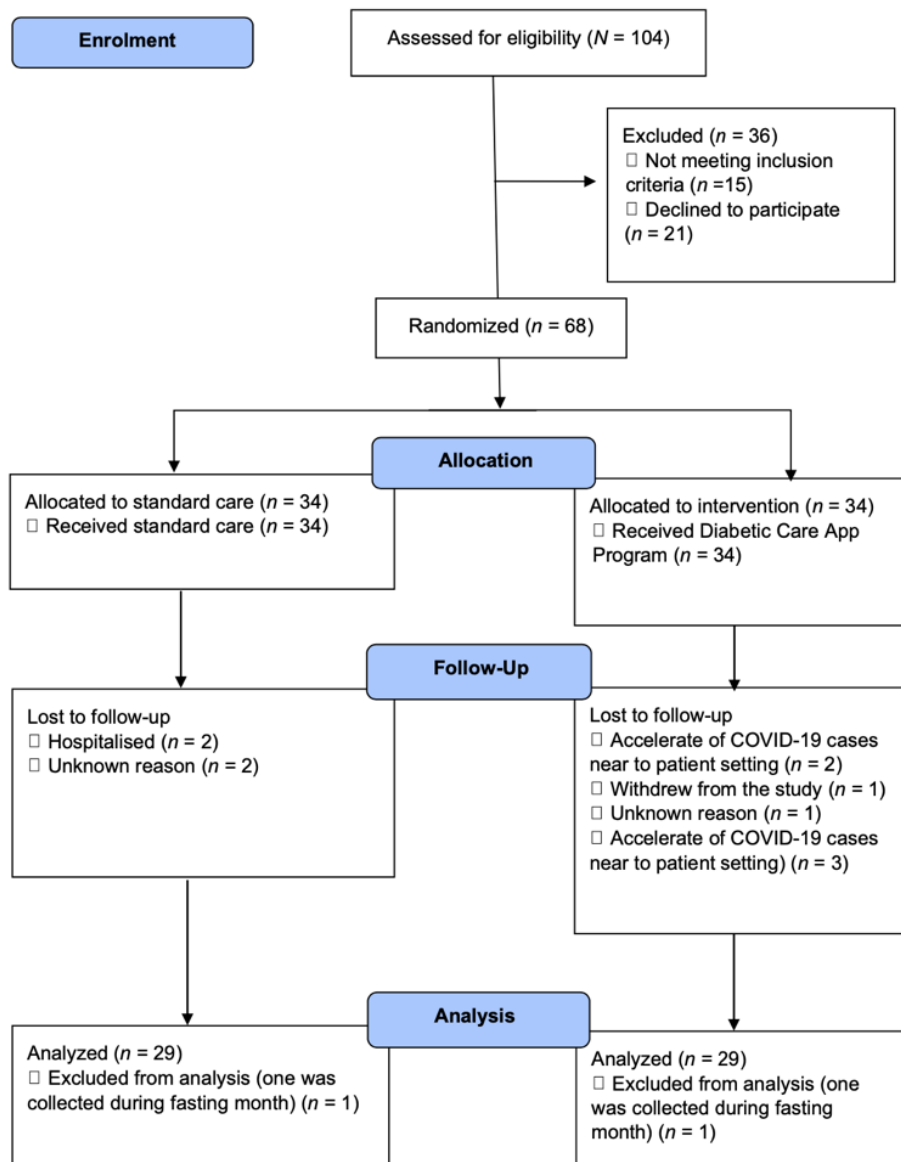 Enrolment
Assessed for eligibility (N = 104)
Excluded (n = 36)
☐ Not meeting inclusion
criteria (n =15)
☐ Declined to participate
(n = 21)
Randomized (n = 68)
Allocation
Allocated to standard care (n = 34)
☐ Received standard care (n = 34)
Allocated to intervention (n = 34)
☐ Received Diabetic Care App
Program (n = 34)
Follow-Up
Lost to follow-up
☐ Hospitalised (n = 2)
☐ Unknown reason (n = 2)
Lost to follow-up
☐ Accelerate of COVID-19 cases
near to patient setting (n = 2)
☐ Withdrew from the study (n = 1)
☐ Unknown reason (n = 1)
☐ Accelerate of COVID-19 cases
near to patient setting) (n = 3)
Analysis
Analyzed (n = 29)
☐ Excluded from analysis (one was
collected during fasting month) (n = 1)
Analyzed (n = 29)
☐ Excluded from analysis (one
was collected during fasting
month) (n = 1)